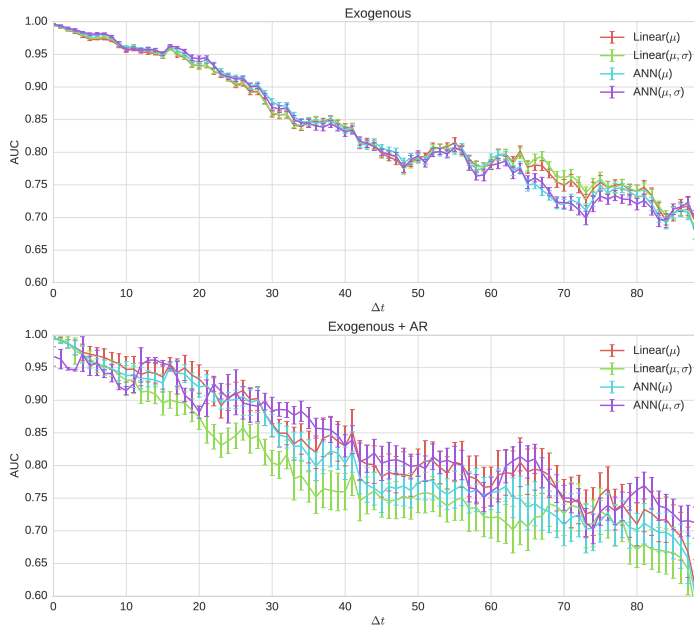 Exogenous
1.00
0.95
0.90
0.85
0.80
0.75
0.70
0.65
0.60
AUC
Linear(μ)
Linear(μ, σ)
ANN(μ)
ANN(μ, σ)
0 10 20 30 40 50 60 70 80
Δt
Exogenous + AR
1.00
0.95
0.90
0.85
0.80
0.75
0.70
0.65
0.60
AUC
Linear(μ)
Linear(μ, σ)
ANN(μ)
ANN(μ, σ)
0 10 20 30 40 50 60 70 80
Δt